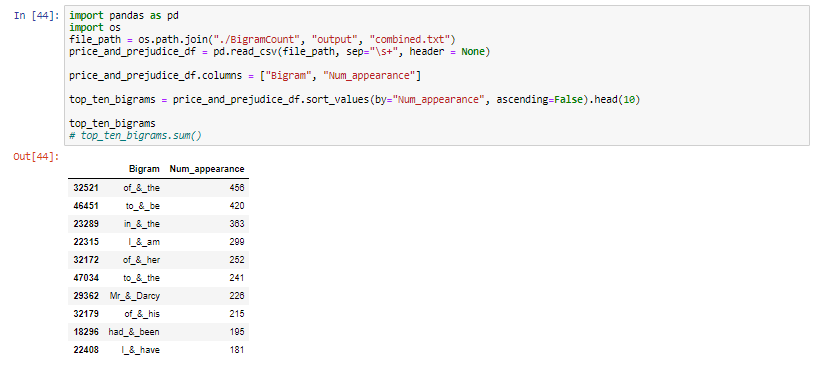 In [44]: import pandas as pd
import os
file_path = os.path.join("./BigramCount", "output", "combined.txt")
price_and_prejudice_df = pd.read_csv(file_path, sep="\s+", header = None)
price_and_prejudice_df.columns = ["Bigram", "Num_appearance"]
top_ten_bigrams = price_and_prejudice_df.sort_values(by="Num_appearance", ascending=False).head(10)
top_ten_bigrams
# top_ten_bigrams.sum()
Out[44]:
Bigram Num_appearance
32521 of_&_the 456
46451 to_&_be 420
23289 in_&_the 363
22315 I_&_am 299
32172 of_&_her 252
47034 to_&_the 241
29362 Mr_&_Darcy 226
32179 of_&_his 215
18296 had_&_been 195
22408 I_&_have 181